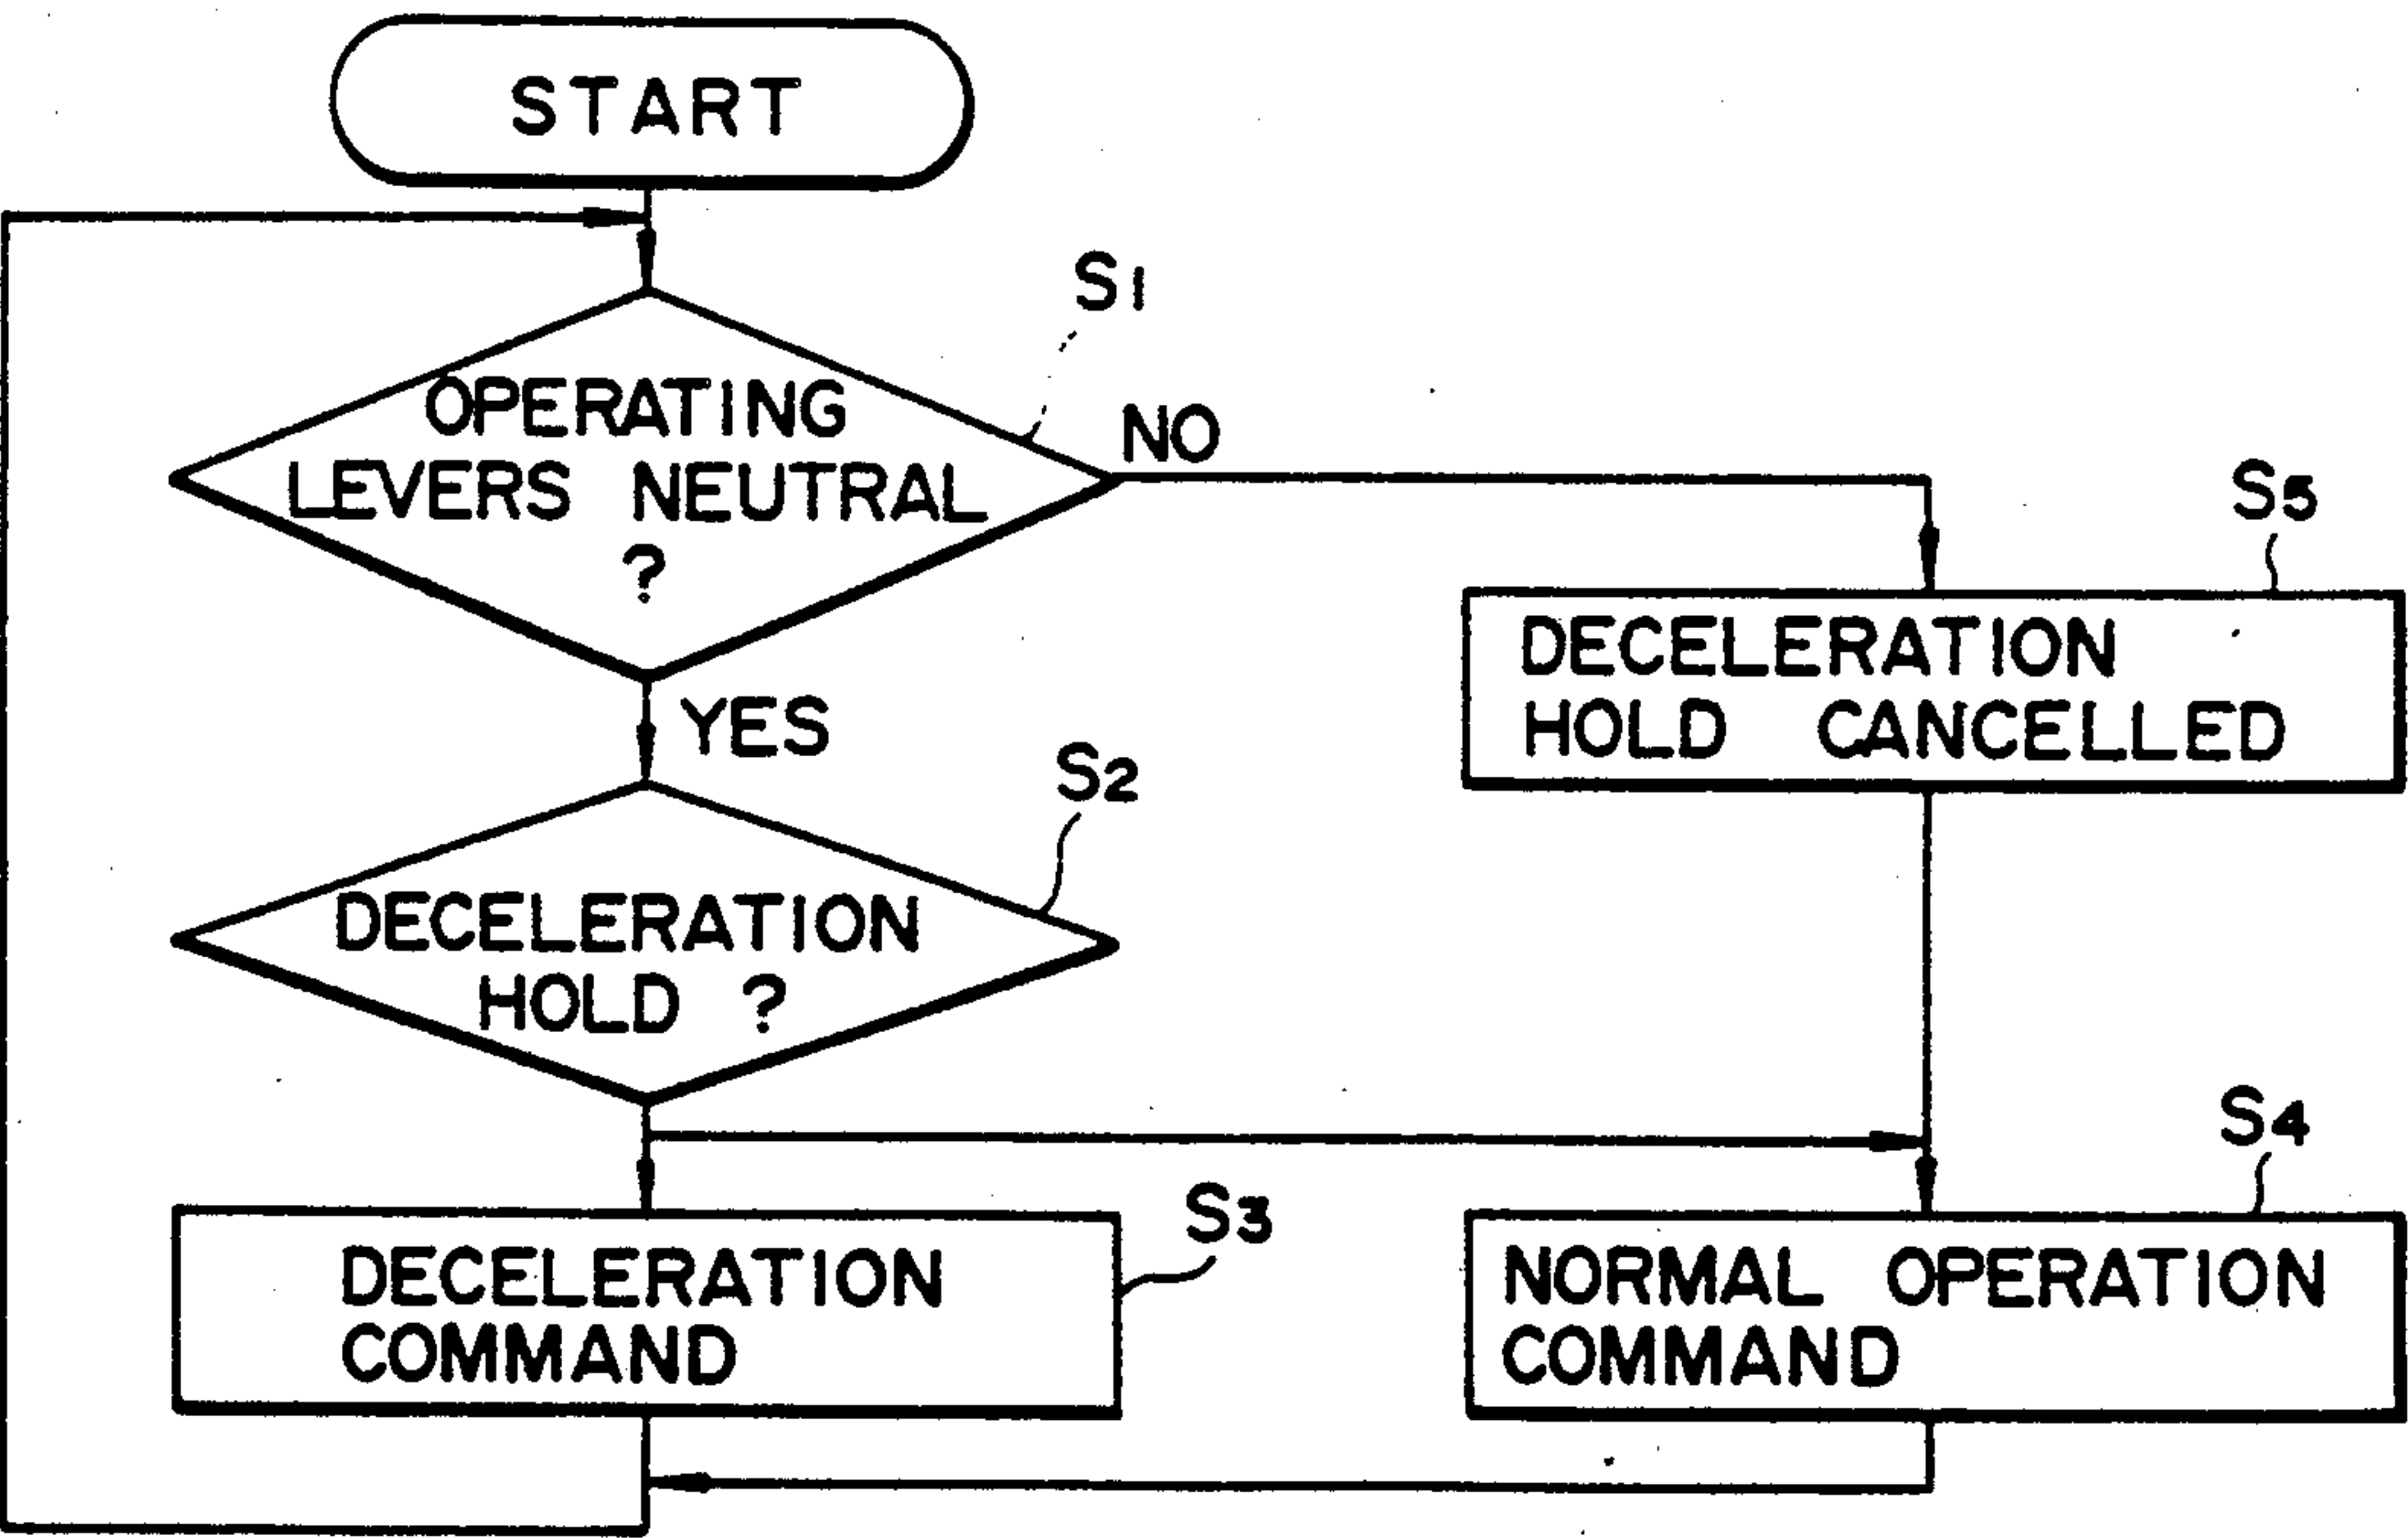 START
S1
OPERATING
LEVERS NEUTRAL
?
NO
YES
S5
DECELERATION
HOLD CANCELLED
S2
DECELERATION
HOLD ?
S3
DECELERATION
COMMAND
S4
NORMAL OPERATION
COMMAND